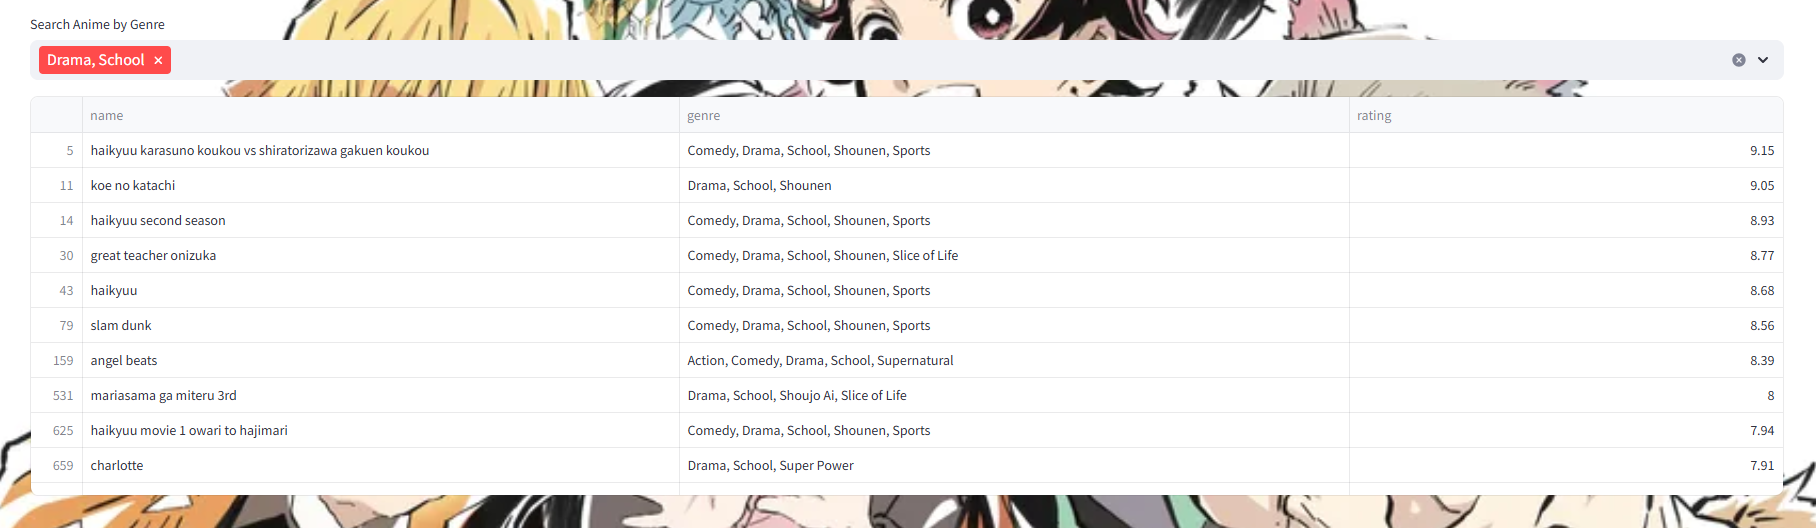 Search Anime by Genre
Drama, School ×
name genre rating
5 haikyuu karasuno koukou vs shiratorizawa gakuen koukou Comedy, Drama, School, Shounen, Sports 9.15
11 koe no katachi Drama, School, Shounen 9.05
14 haikyuu second season Comedy, Drama, School, Shounen, Sports 8.93
30 great teacher onizuka Comedy, Drama, School, Shounen, Slice of Life 8.77
43 haikyuu Comedy, Drama, School, Shounen, Sports 8.68
79 slam dunk Comedy, Drama, School, Shounen, Sports 8.56
159 angel beats Action, Comedy, Drama, School, Supernatural 8.39
531 mariasama ga miteru 3rd Drama, School, Shoujo Ai, Slice of Life 8
625 haikyuu movie 1 owari to hajimari Comedy, Drama, School, Shounen, Sports 7.94
659 charlotte Drama, School, Super Power 7.91